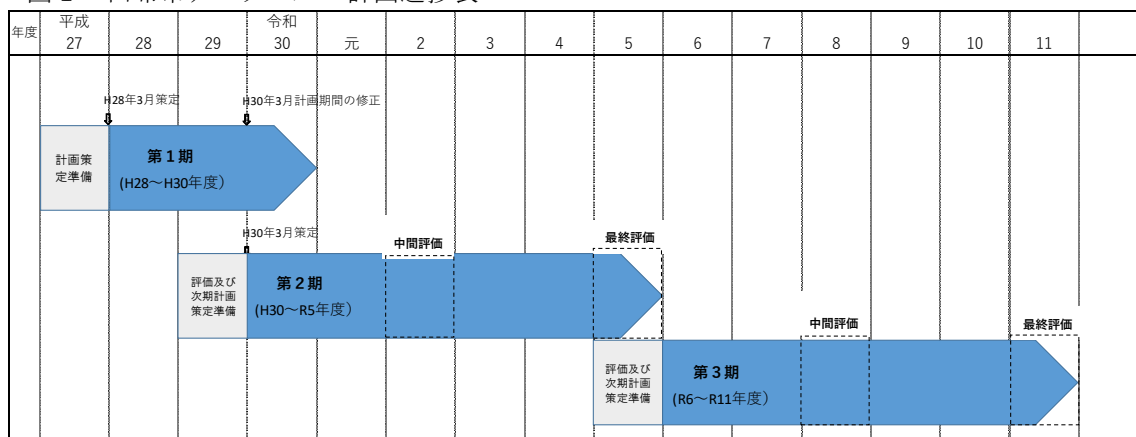 年度
平成
27
28
29
令和
30
元
2
3
4
5
6
7
8
9
10
11
H28年3月策定
H30年3月計画期間の修正
計画策
定準備
第1期
(H28～H30年度)
H30年3月策定
中間評価
最終評価
評価及び
次期計画
策定準備
第2期
(H30～R5年度)
中間評価
最終評価
評価及び
次期計画
策定準備
第3期
(R6～R11年度)